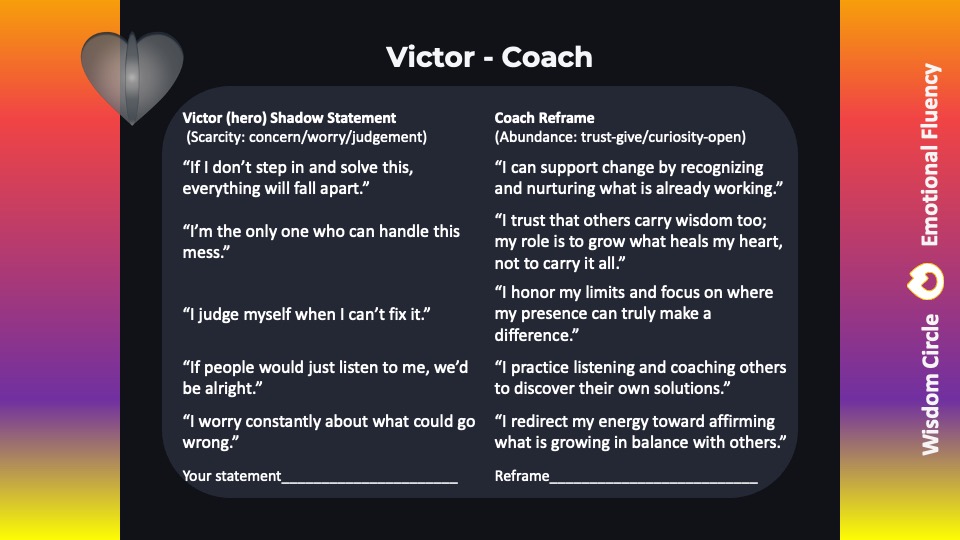 Victor - Coach
Victor (hero) Shadow Statement
(Scarcity: concern/worry/judgement)
Coach Reframe
(Abundance: trust-give/curiosity-open)
“If I don’t step in and solve this,
everything will fall apart.”
“I can support change by recognizing
and nurturing what is already working.”
“I’m the only one who can handle this
mess.”
“I trust that others carry wisdom too;
my role is to grow what heals my heart,
not to carry it all.”
“I judge myself when I can’t fix it.”
“I honor my limits and focus on where
my presence can truly make a
difference.”
“If people would just listen to me, we’d
be alright.”
“I practice listening and coaching others
to discover their own solutions.”
“I worry constantly about what could go
wrong.”
“I redirect my energy toward affirming
what is growing in balance with others.”
Your statement______________________
Reframe__________________________
Wisdom Circle Emotional Fluency